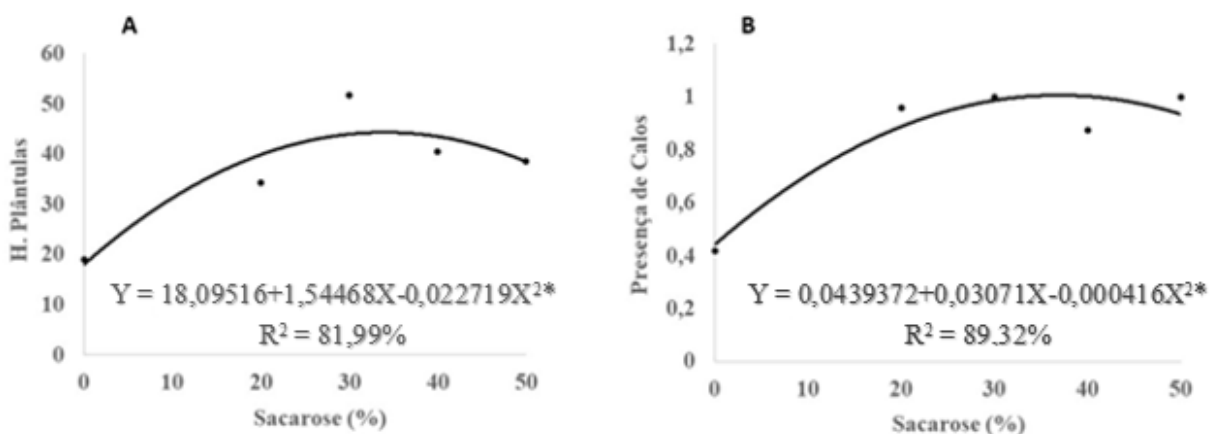 A
60
50
40
30
20
10
0
H. Plântulas
Y = 18,09516+1,54468X-0,022719X²*
R² = 81,99%
0 10 20 30 40 50
Sacarose (%)
B
1,2
1
0,8
0,6
0,4
0,2
0
Presença de Calos
Y = 0,0439372+0,03071X-0,000416X²*
R² = 89,32%
0 10 20 30 40 50
Sacarose (%)